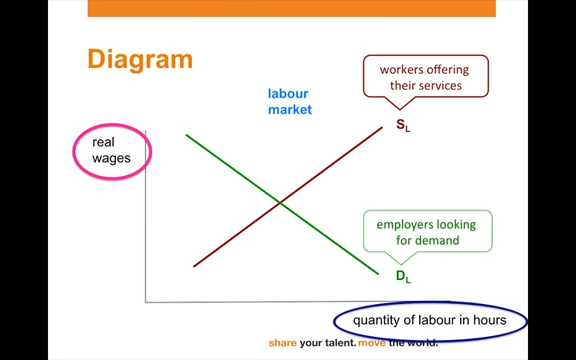 Diagram
workers offering
their services
labour
market
S_L
real
wages
employers looking
for demand
D_L
quantity of labour in hours
share your talent. move the world.